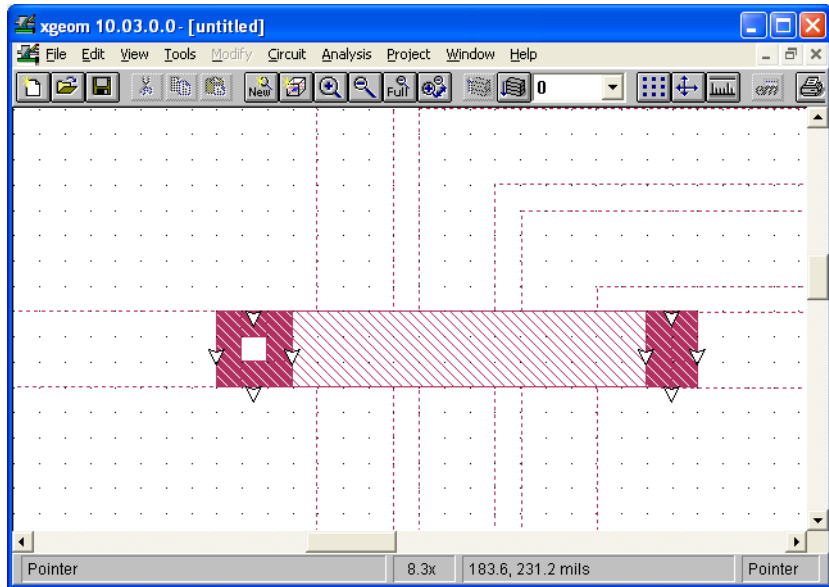 xgeom 10.03.0.0 - [untitled]
File Edit View Tools Modify Circuit Analysis Project Window Help
New Full 0 em
Pointer 8.3x 183.6, 231.2 mils Pointer